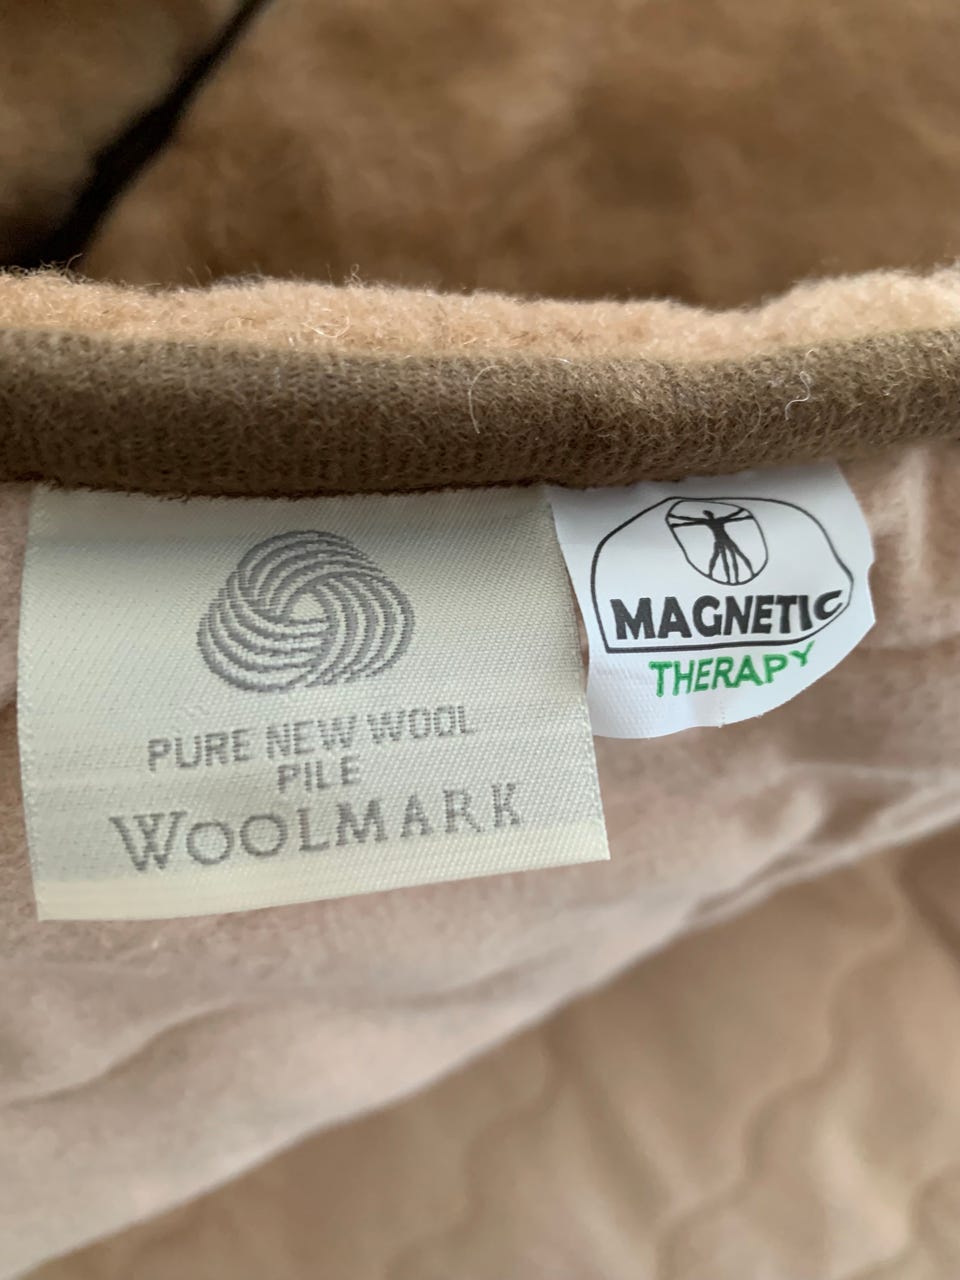 PURE NEW WOOL
PILE
WOOLMARK
MAGNETIC
THERAPY